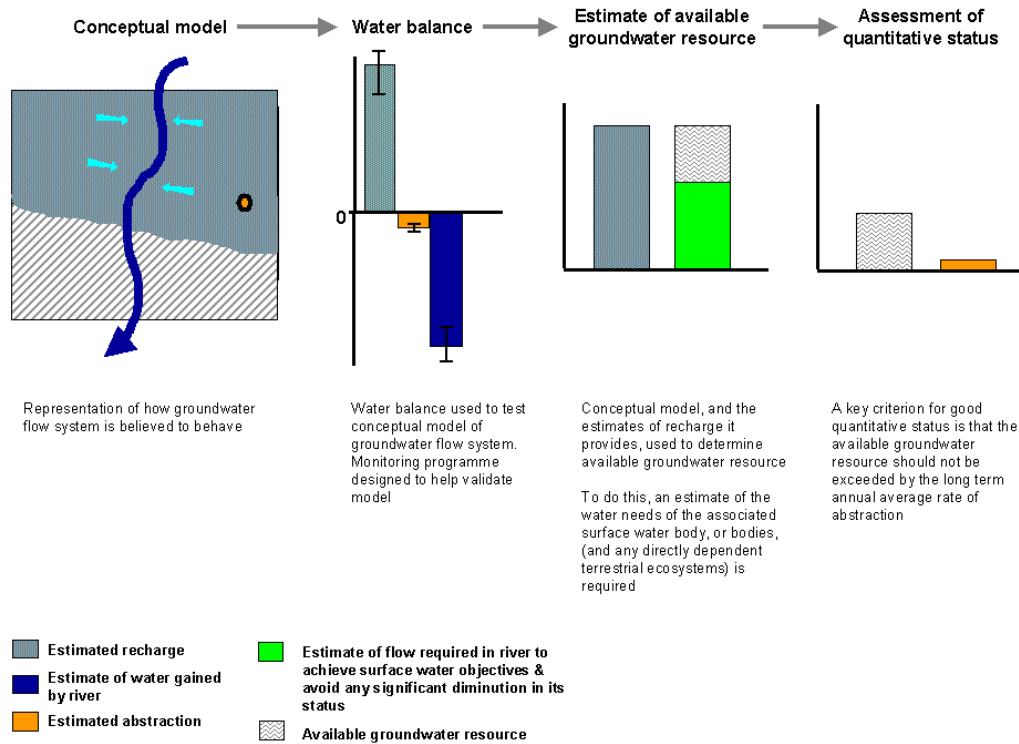 Conceptual model
Water balance
Estimate of available
groundwater resource
Assessment of
quantitative status
0
Representation of how groundwater
flow system is believed to behave
Water balance used to test
conceptual model of
groundwater flow system.
Monitoring programme
designed to help validate
model
Conceptual model, and the
estimates of recharge it
provides, used to determine
available groundwater resource
To do this, an estimate of the
water needs of the associated
surface water body, or bodies,
(and any directly dependent
terrestrial ecosystems) is
required
A key criterion for good
quantitative status is that the
available groundwater
resource should not be
exceeded by the long term
annual average rate of
abstraction
Estimated recharge
Estimate of water gained
by river
Estimated abstraction
Estimate of flow required in river to
achieve surface water objectives &
avoid any significant diminution in its
status
Available groundwater resource